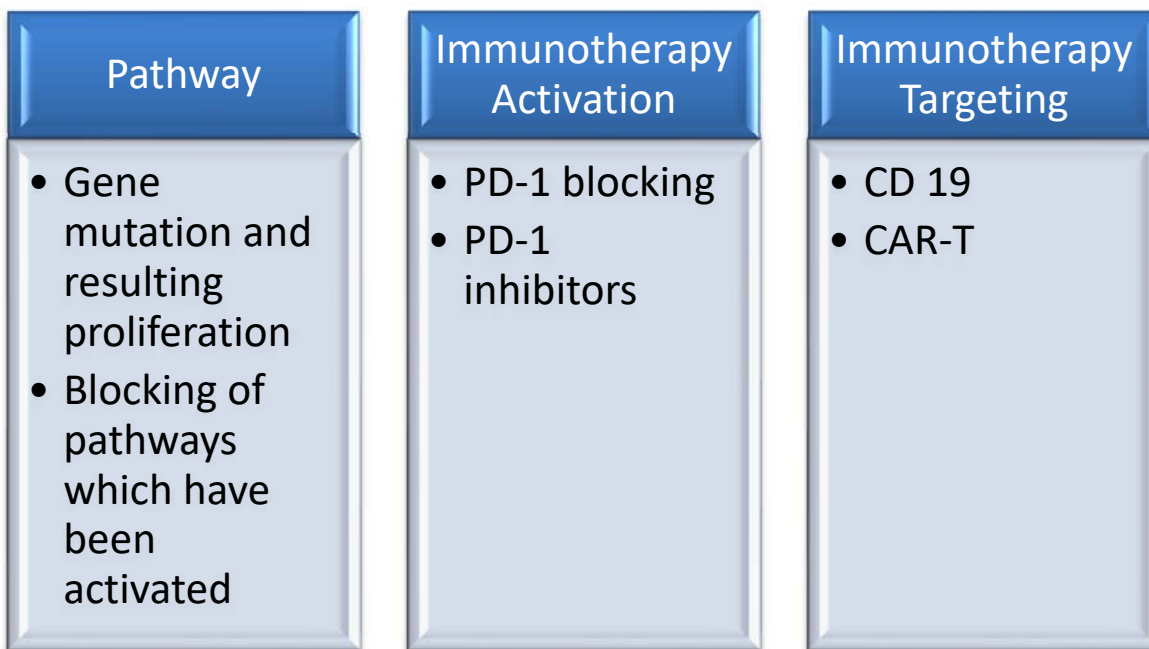 Pathway
• Gene
mutation and
resulting
proliferation
• Blocking of
pathways
which have
been
activated
Immunotherapy
Activation
• PD-1 blocking
• PD-1
inhibitors
Immunotherapy
Targeting
• CD 19
• CAR-T